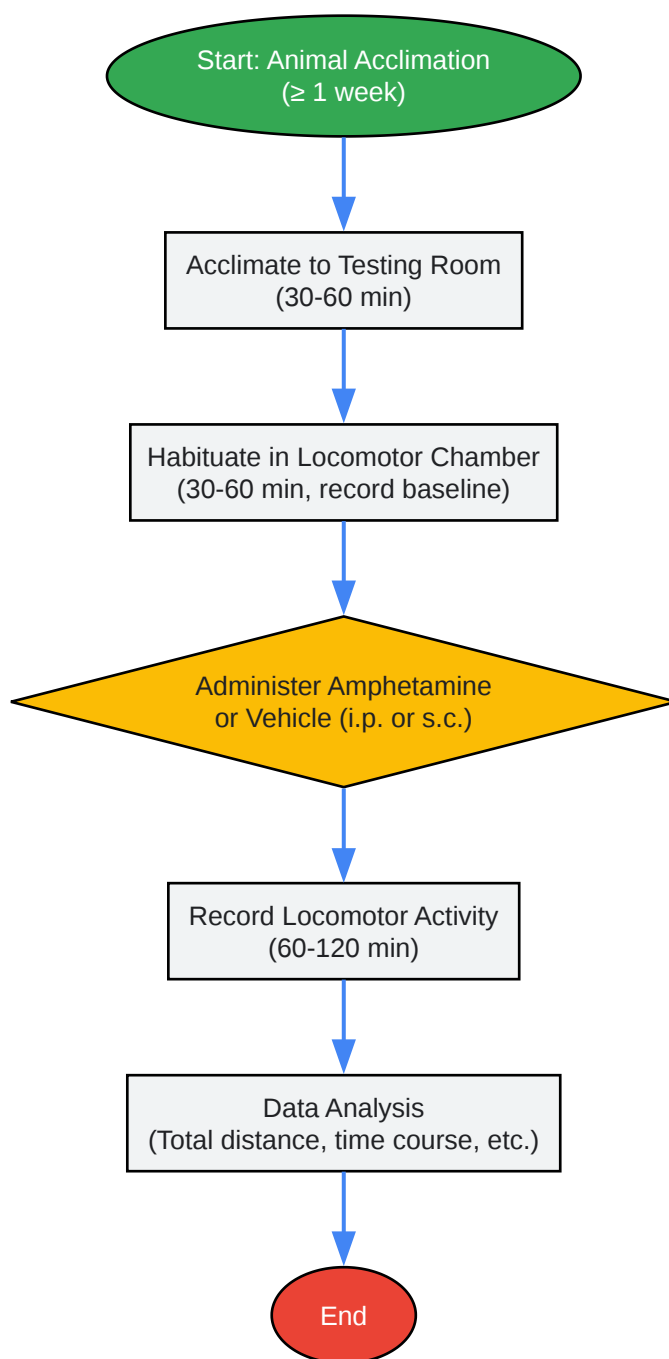 Start: Animal Acclimation
(≥ 1 week)
Acclimate to Testing Room
(30-60 min)
Habituate in Locomotor Chamber
(30-60 min, record baseline)
Administer Amphetamine
or Vehicle (i.p. or s.c.)
Record Locomotor Activity
(60-120 min)
Data Analysis
(Total distance, time course, etc.)
End